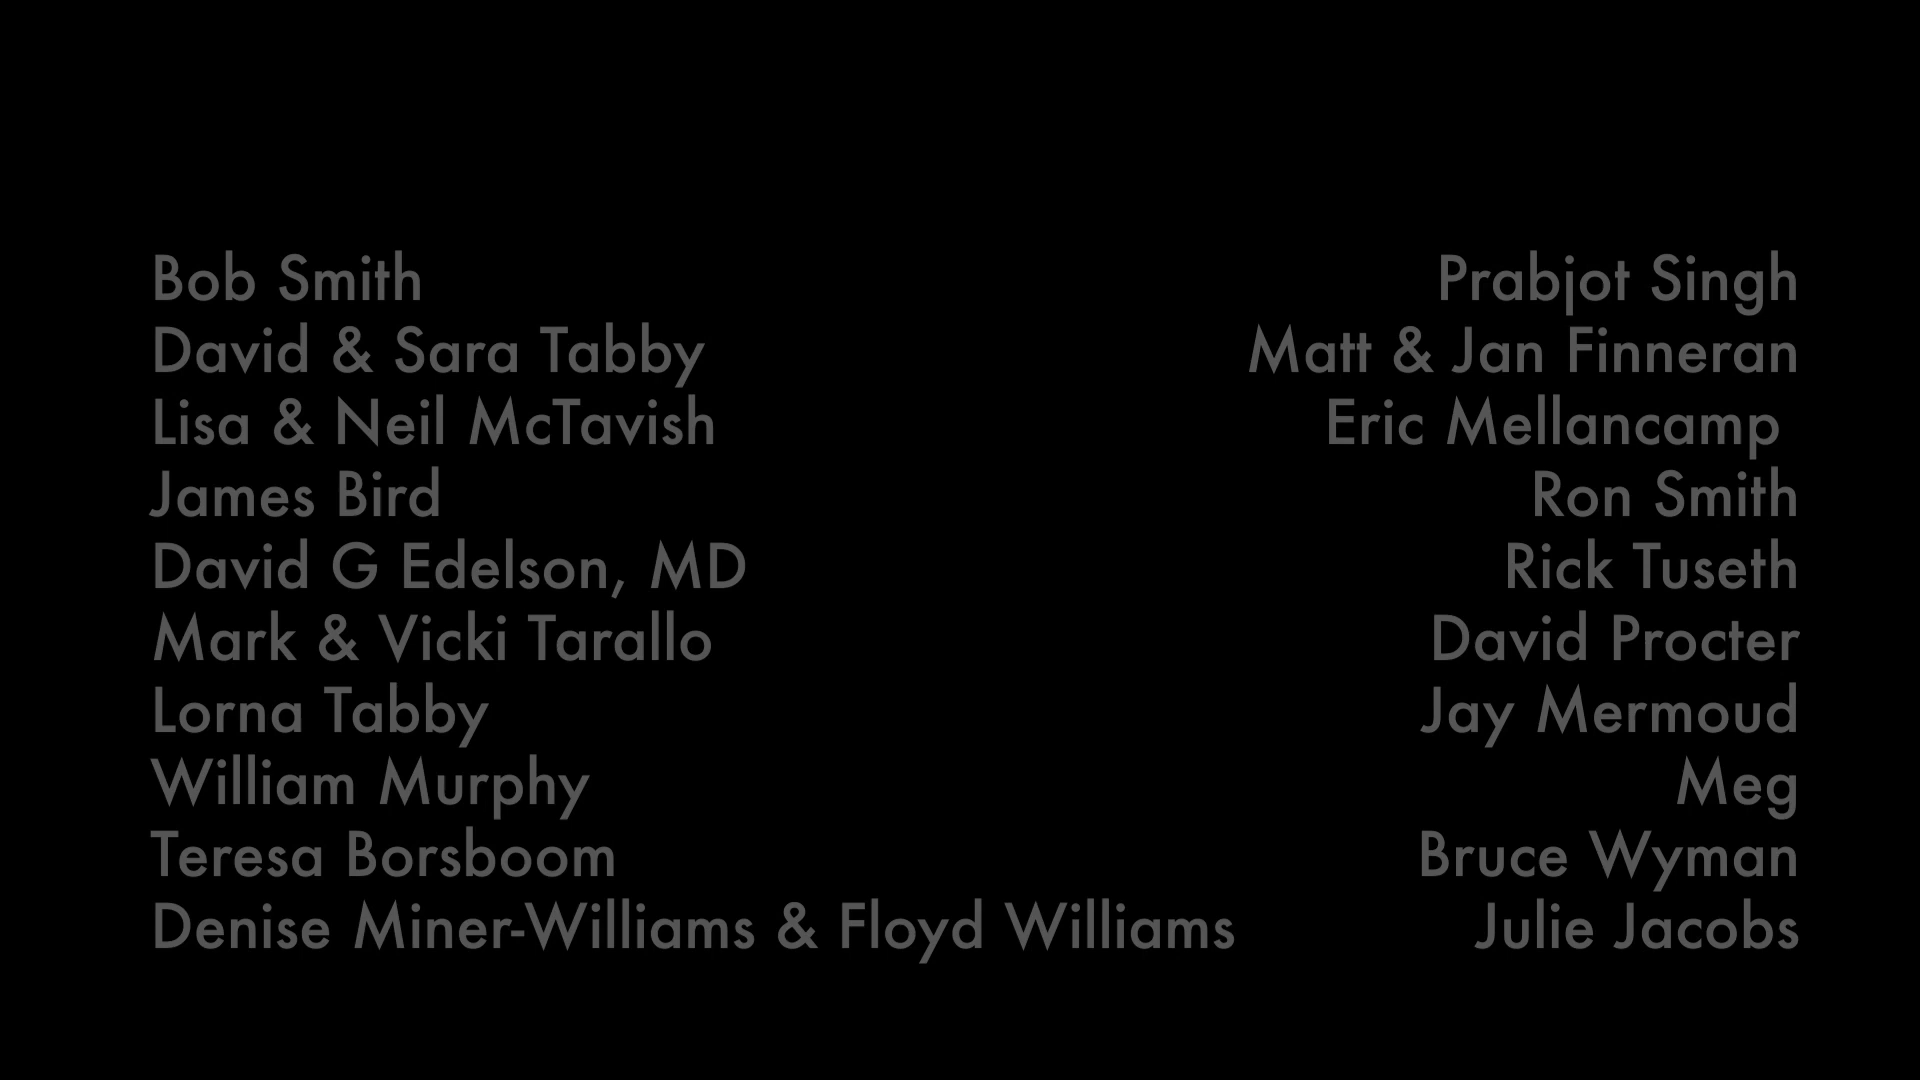 Bob Smith
David & Sara Tabby
Lisa & Neil McTavish
James Bird
David G Edelson, MD
Mark & Vicki Tarallo
Lorna Tabby
William Murphy
Teresa Borsboom
Denise Miner-Williams & Floyd Williams
Prabjot Singh
Matt & Jan Finneran
Eric Mellancamp
Ron Smith
Rick Tuseth
David Procter
Jay Mermoud
Meg
Bruce Wyman
Julie Jacobs